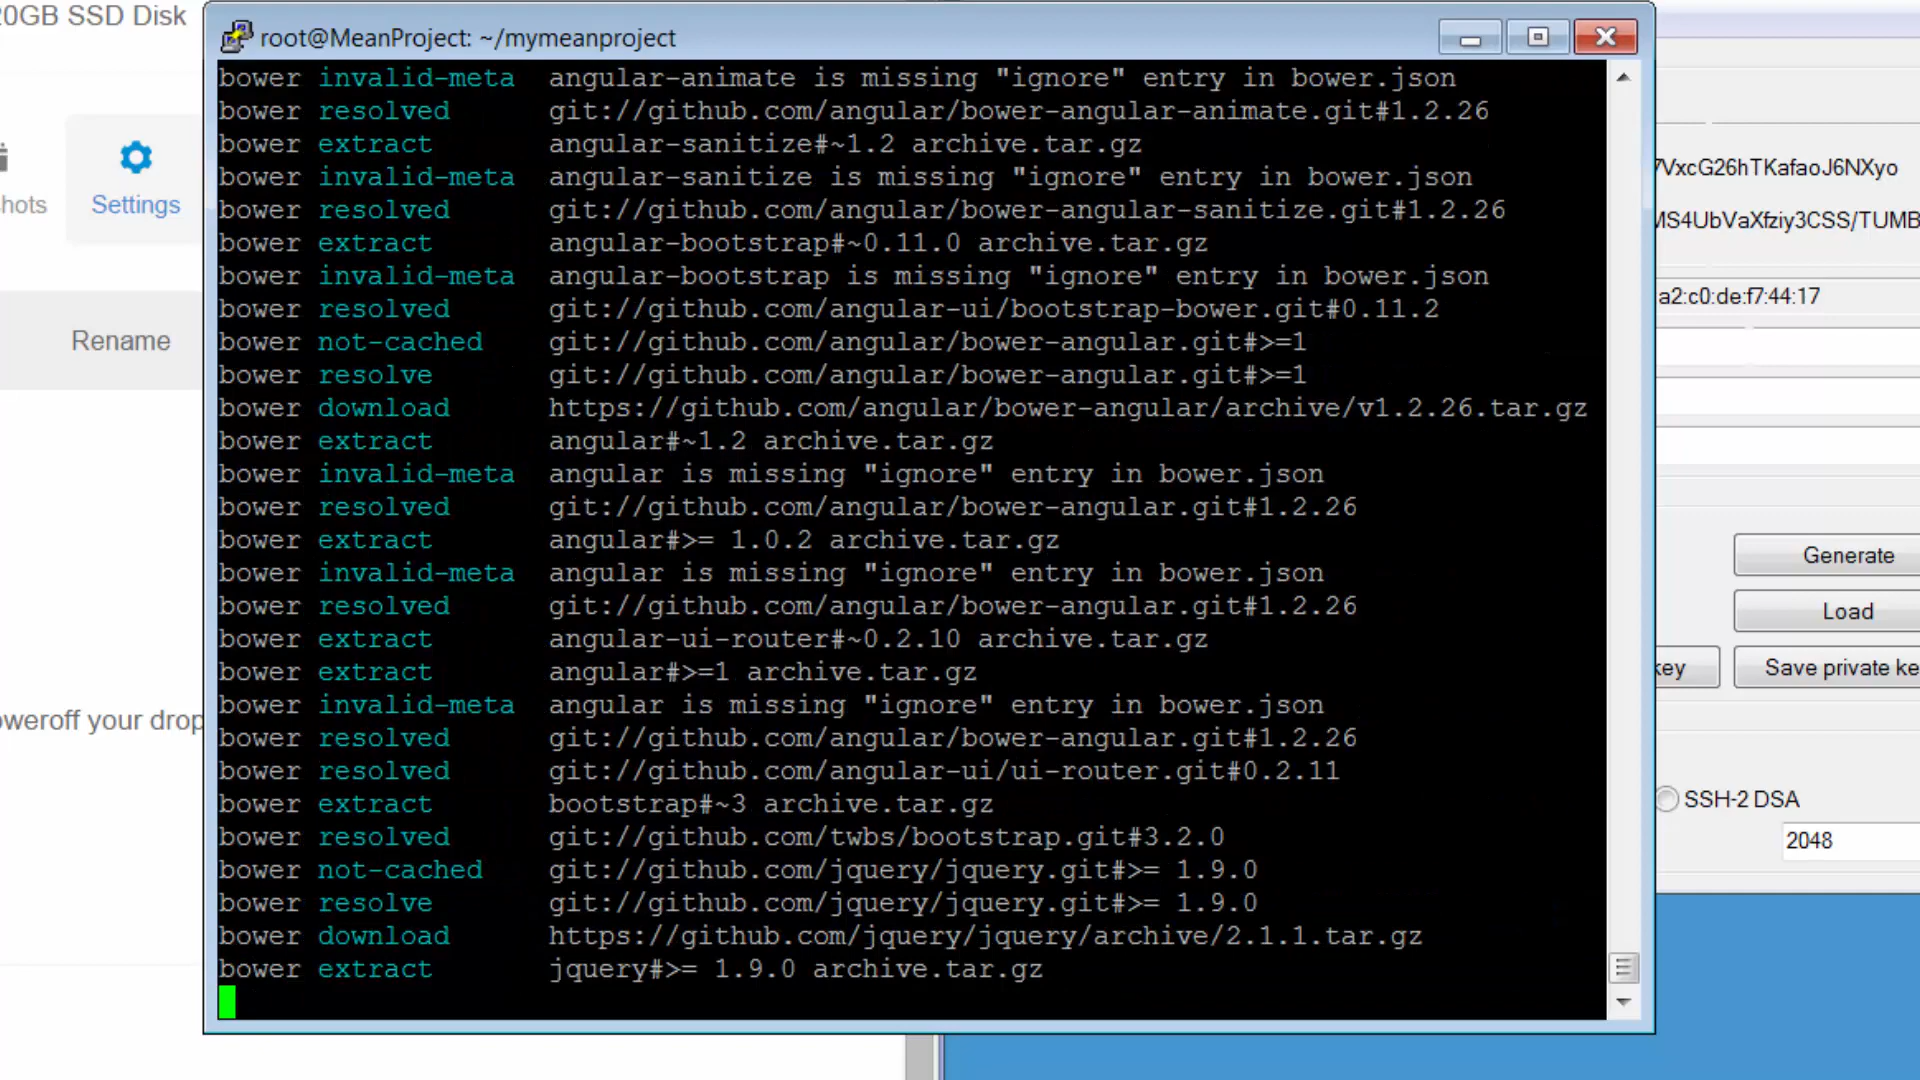 20GB SSD Disk
root@MeanProject: ~/mymeanproject
bower invalid-meta angular-animate is missing "ignore" entry in bower.json
bower resolved git://github.com/angular/bower-angular-animate.git#1.2.26
bower extract angular-sanitize#~1.2 archive.tar.gz
bower invalid-meta angular-sanitize is missing "ignore" entry in bower.json
bower resolved git://github.com/angular/bower-angular-sanitize.git#1.2.26
bower extract angular-bootstrap#~0.11.0 archive.tar.gz
bower invalid-meta angular-bootstrap is missing "ignore" entry in bower.json
bower resolved git://github.com/angular-ui/bootstrap-bower.git#0.11.2
bower not-cached git://github.com/angular/bower-angular.git#>=1
bower resolve git://github.com/angular/bower-angular.git#>=1
bower download https://github.com/angular/bower-angular/archive/v1.2.26.tar.gz
bower extract angular#~1.2 archive.tar.gz
bower invalid-meta angular is missing "ignore" entry in bower.json
bower resolved git://github.com/angular/bower-angular.git#1.2.26
bower extract angular#>= 1.0.2 archive.tar.gz
bower invalid-meta angular is missing "ignore" entry in bower.json
bower resolved git://github.com/angular/bower-angular.git#1.2.26
bower extract angular-ui-router#~0.2.10 archive.tar.gz
bower extract angular#>=1 archive.tar.gz
bower invalid-meta angular is missing "ignore" entry in bower.json
bower resolved git://github.com/angular/bower-angular.git#1.2.26
bower resolved git://github.com/angular-ui/ui-router.git#0.2.11
bower extract bootstrap#~3 archive.tar.gz
bower resolved git://github.com/twbs/bootstrap.git#3.2.0
bower not-cached git://github.com/jquery/jquery.git#>= 1.9.0
bower resolve git://github.com/jquery/jquery.git#>= 1.9.0
bower download https://github.com/jquery/jquery/archive/2.1.1.tar.gz
bower extract jquery#>= 1.9.0 archive.tar.gz
hots
Settings
Rename
oweroff your drop
7VxcG26hTKafaoJ6NXyo
MS4UbVaXfziy3CSS/TUMB
a2:c0:de:f7:44:17
Generate
Load
key
Save private ke
SSH-2 DSA
2048